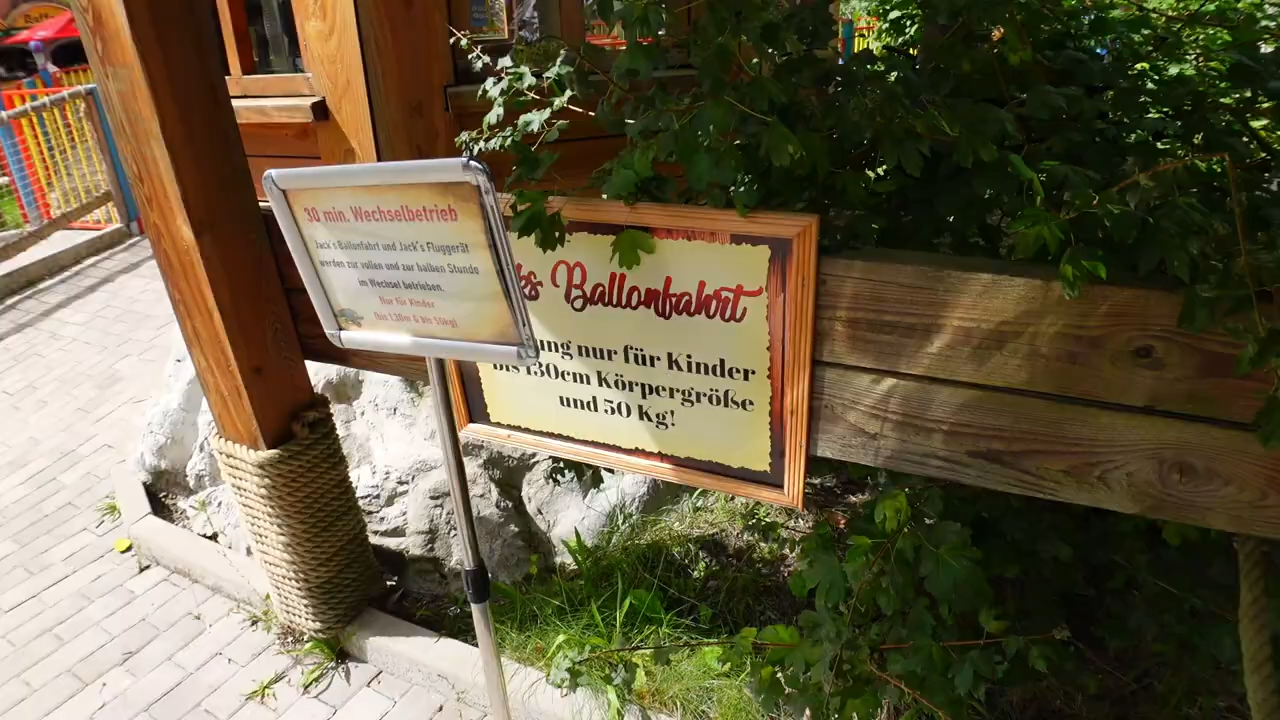 30 min. Wechselbetrieb
Jack's Ballonfahrt und Jack's Fluggerät
werden zur vollen und zur halben Stunde
im Wechsel betrieben.
Nur für Kinder
(bis 1,30m & bis 50kg)
ks Ballonfahrt
ung nur für Kinder
bis 130cm Körpergröße
und 50 Kg!